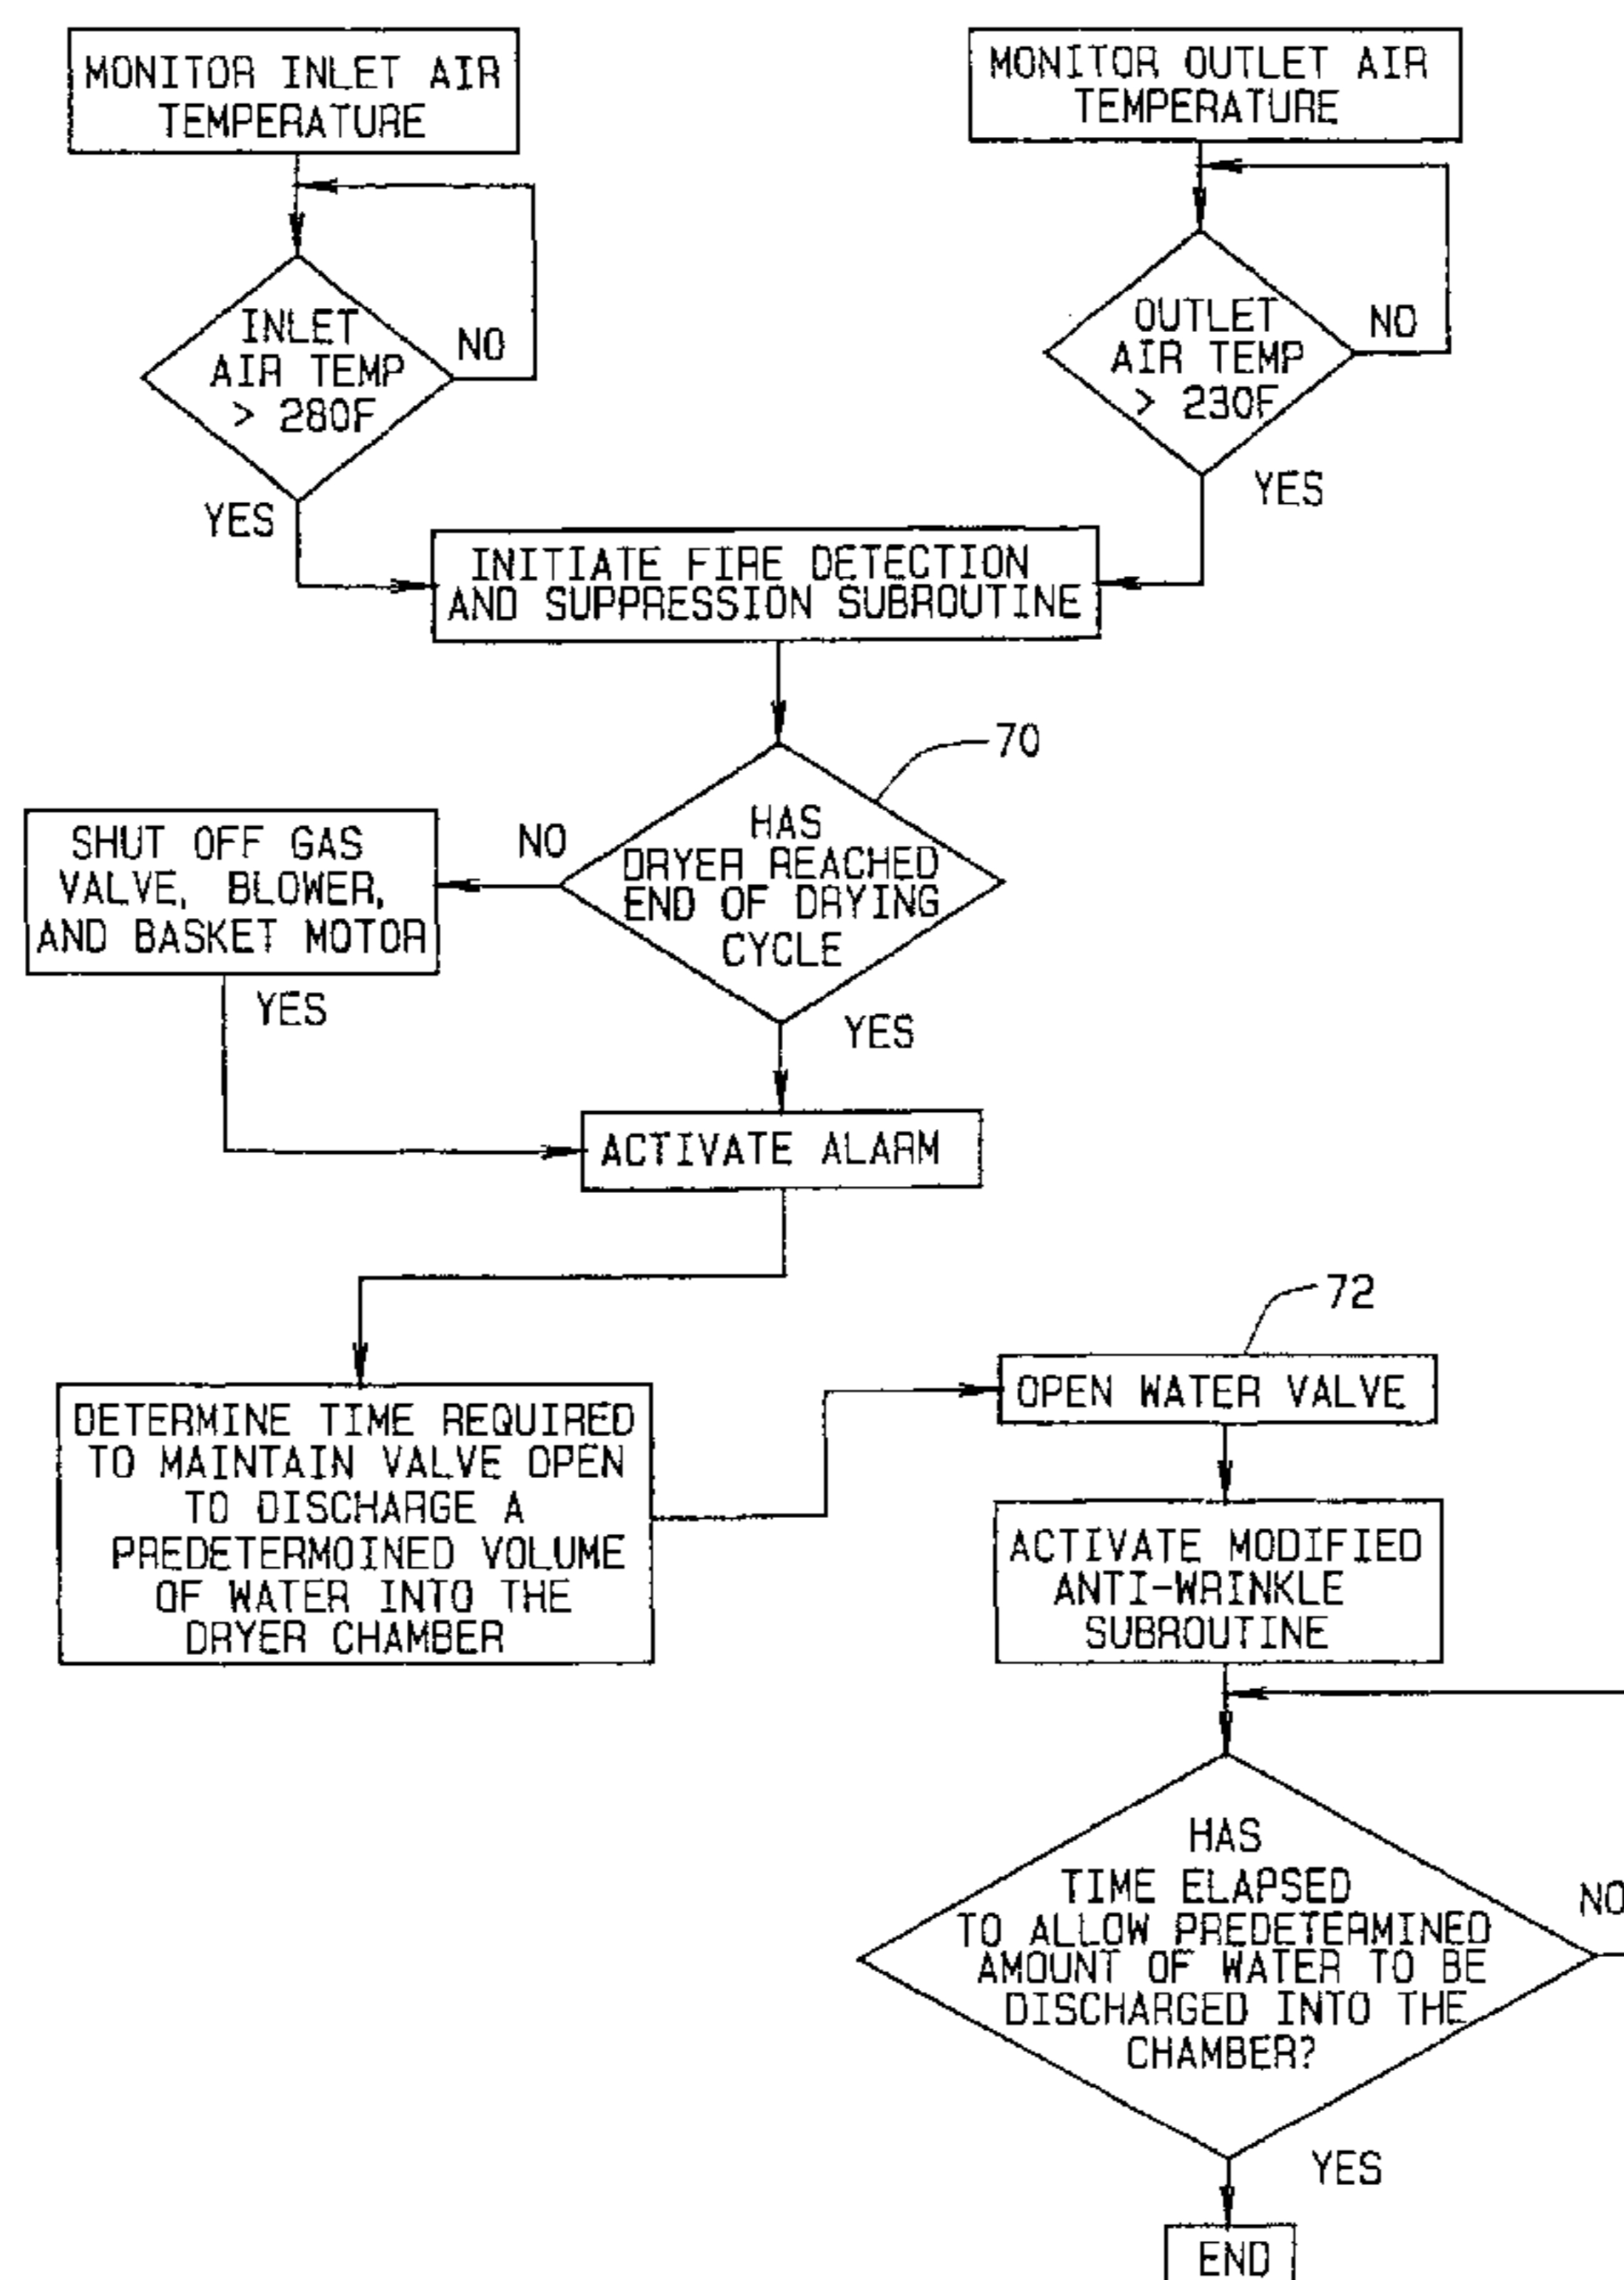 MONITOR INLET AIR
TEMPERATURE
MONITOR OUTLET AIR
TEMPERATURE
INLET
AIR TEMP
> 280F
NO
YES
OUTLET
AIR TEMP
> 230F
NO
YES
INITIATE FIRE DETECTION
AND SUPPRESSION SUBROUTINE
70
HAS
DRYER REACHED
END OF DRYING
CYCLE
NO
YES
SHUT OFF GAS
VALVE, BLOWER,
AND BASKET MOTOR
YES
ACTIVATE ALARM
DETERMINE TIME REQUIRED
TO MAINTAIN VALVE OPEN
TO DISCHARGE A
PREDETERMOINED VOLUME
OF WATER INTO THE
DRYER CHAMBER
72
OPEN WATER VALVE
ACTIVATE MODIFIED
ANTI-WRINKLE
SUBROUTINE
HAS
TIME ELAPSED
TO ALLOW PREDETERMINED
AMOUNT OF WATER TO BE
DISCHARGED INTO THE
CHAMBER?
NO
YES
END